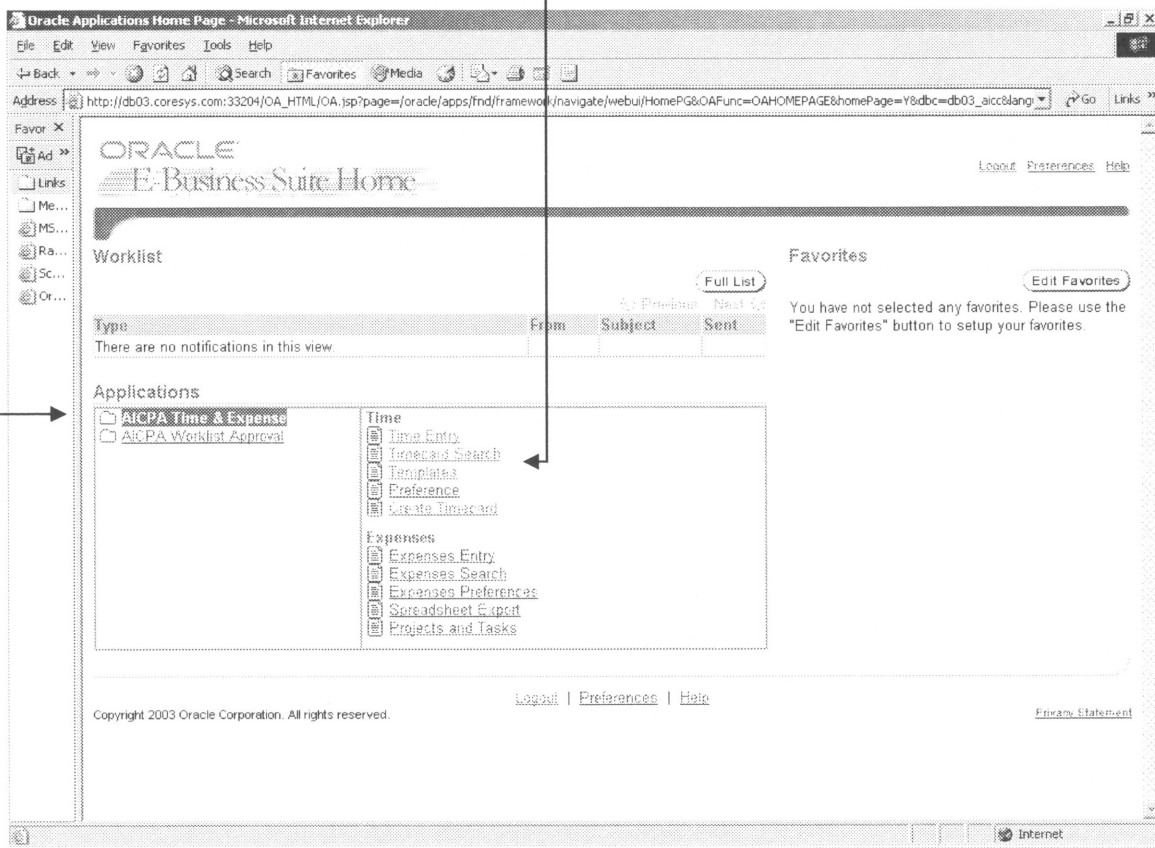 Oracle Applications Home Page - Microsoft Internet Explorer
File Edit View Favorites Tools Help
Back Search Favorites Media
Address http://db03.coresys.com:33204/OA_HTML/OA.jsp?page=/oracle/apps/fnd/framework/navigate/webui/HomePG&OAFunc=OAHOMEPAGE&homePage=Y&dbc=db03_aicc&lang Go Links »
Favor X
Ad »
Links
Me...
MS...
Ra...
Sc...
Or...
ORACLE
E-Business Suite Home
Logout Preferences Help
Worklist
Full List
Previous Next
Type From Subject Sent
There are no notifications in this view.
Favorites
Edit Favorites
You have not selected any favorites. Please use the
"Edit Favorites" button to setup your favorites.
Applications
AICPA Time & Expense
AICPA Worklist Approval
Time
Time Entry
Timecard Search
Templates
Preference
Create Timecard
Expenses
Expenses Entry
Expenses Search
Expenses Preferences
Spreadsheet Export
Projects and Tasks
Logout | Preferences | Help
Copyright 2003 Oracle Corporation. All rights reserved.
Privacy Statement
Internet